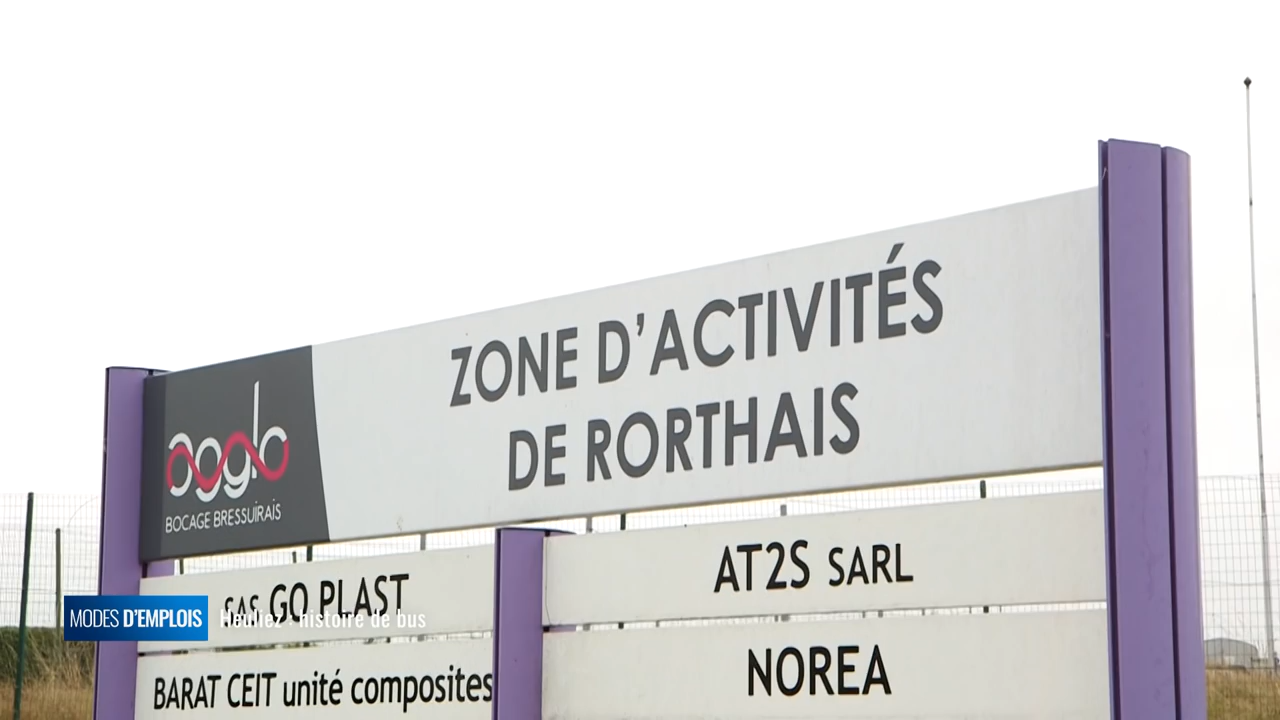 ZONE D'ACTIVITÉS
DE RORTHAIS
agglo
BOCAGE BRESSUIRAIS
SAS GO PLAST
AT2S SARL
MODES D'EMPLOIS
Heuliez : histoire de bus
BARAT CEIT unité composites
NOREA